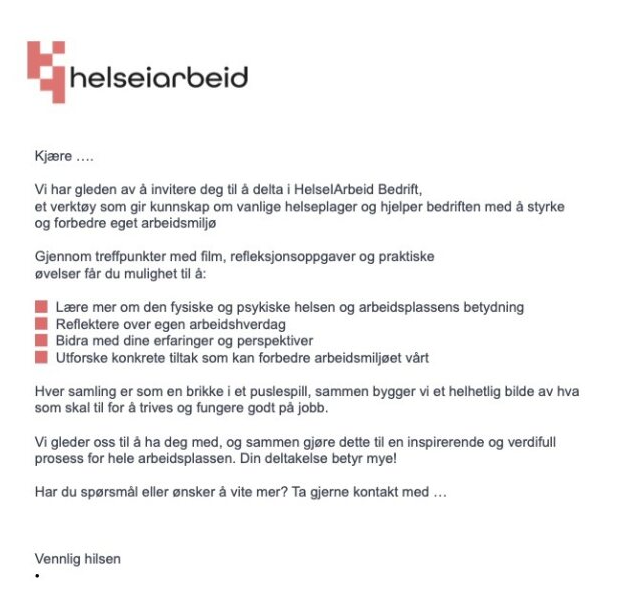 helseiarbeid
Kjære ….
Vi har gleden av å invitere deg til å delta i HelseIArbeid Bedrift,
et verktøy som gir kunnskap om vanlige helseplager og hjelper bedriften med å styrke
og forbedre eget arbeidsmiljø
Gjennom treffpunkter med film, refleksjonsoppgaver og praktiske
øvelser får du mulighet til å:
Lære mer om den fysiske og psykiske helsen og arbeidsplassens betydning
Reflektere over egen arbeidshverdag
Bidra med dine erfaringer og perspektiver
Utforske konkrete tiltak som kan forbedre arbeidsmiljøet vårt
Hver samling er som en brikke i et puslespill, sammen bygger vi et helhetlig bilde av hva
som skal til for å trives og fungere godt på jobb.
Vi gleder oss til å ha deg med, og sammen gjøre dette til en inspirerende og verdifull
prosess for hele arbeidsplassen. Din deltakelse betyr mye!
Har du spørsmål eller ønsker å vite mer? Ta gjerne kontakt med …
Vennlig hilsen
•